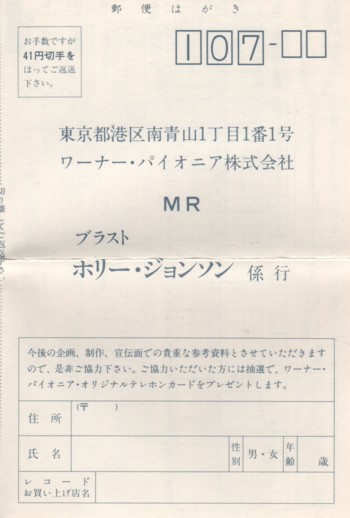 郵便はがき
お手数ですが
41円切手を
はってご返送
下さい。
107-
東京都港区南青山1丁目1番1号
ワーナー・パイオニア株式会社
MR
ブラスト
ホリー・ジョンソン 係 行
今後の企画、制作、宣伝面での貴重な参考資料とさせていただきます
ので、是非ご協力下さい。ご協力いただいた方には抽選で、ワーナー・
パイオニア・オリジナルテレホンカードをプレゼントします。
住所 (〒 )
氏名 性別 男・女 年齢 歳
レコード
お買い上げ店名